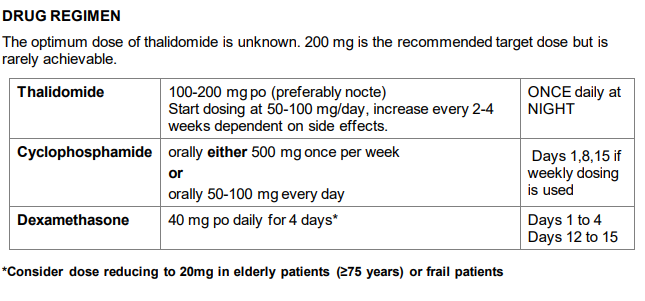 DRUG REGIMEN
The optimum dose of thalidomide is unknown. 200 mg is the recommended target dose but is
rarely achievable.
Thalidomide
100-200 mg po (preferably nocte)
Start dosing at 50-100 mg/day, increase every 2-4
weeks dependent on side effects.
ONCE daily at
NIGHT
Cyclophosphamide
orally either 500 mg once per week
or
orally 50-100 mg every day
Days 1,8,15 if
weekly dosing
is used
Dexamethasone
40 mg po daily for 4 days*
Days 1 to 4
Days 12 to 15
*Consider dose reducing to 20mg in elderly patients (≥75 years) or frail patients